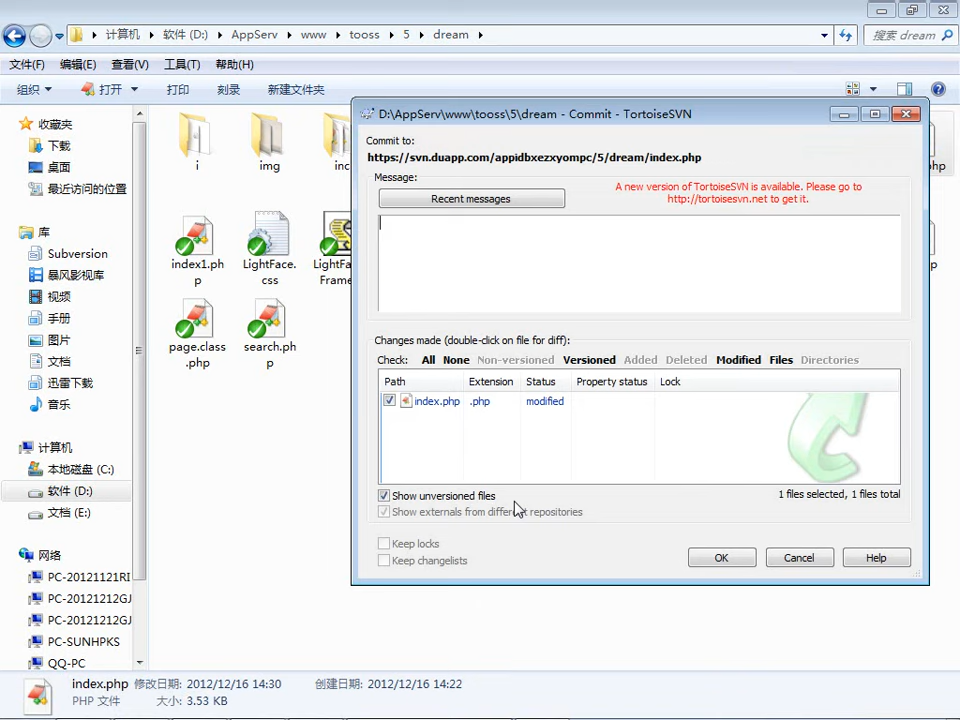 计算机 软件 (D:) AppServ www tooss 5 dream
搜索 dream
文件(F) 编辑(E) 查看(V) 工具(T) 帮助(H)
组织 打开 打印 刻录 新建文件夹
收藏夹
下载
桌面
最近访问的位置
库
Subversion
暴风影视库
视频
手册
图片
文档
迅雷下载
音乐
计算机
本地磁盘 (C:)
软件 (D:)
文档 (E:)
网络
PC-20121121RI
PC-20121212GJ
PC-20121212GJ
PC-SUNHPKS
QQ-PC
i
img
inc
index1.ph
p
LightFace.
css
LightFa
Frame
page.class
.php
search.ph
p
hp
p
D:\AppServ\www\tooss\5\dream - Commit - TortoiseSVN
Commit to:
https://svn.duapp.com/appidbxezxyompc/5/dream/index.php
Message:
Recent messages
A new version of TortoiseSVN is available. Please go to
http://tortoisesvn.net to get it.
Changes made (double-click on file for diff):
Check: All None Non-versioned Versioned Added Deleted Modified Files Directories
Path Extension Status Property status Lock
index.php .php modified
Show unversioned files
1 files selected, 1 files total
Show externals from different repositories
Keep locks
Keep changelists
OK Cancel Help
index.php 修改日期: 2012/12/16 14:30 创建日期: 2012/12/16 14:22
PHP 文件 大小: 3.53 KB